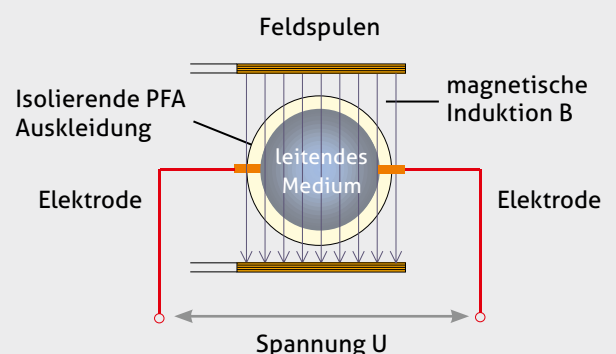 Feldspulen
magnetische
Induktion B
Isolierende PFA
Auskleidung
leitendes
Medium
Elektrode
Elektrode
Spannung U